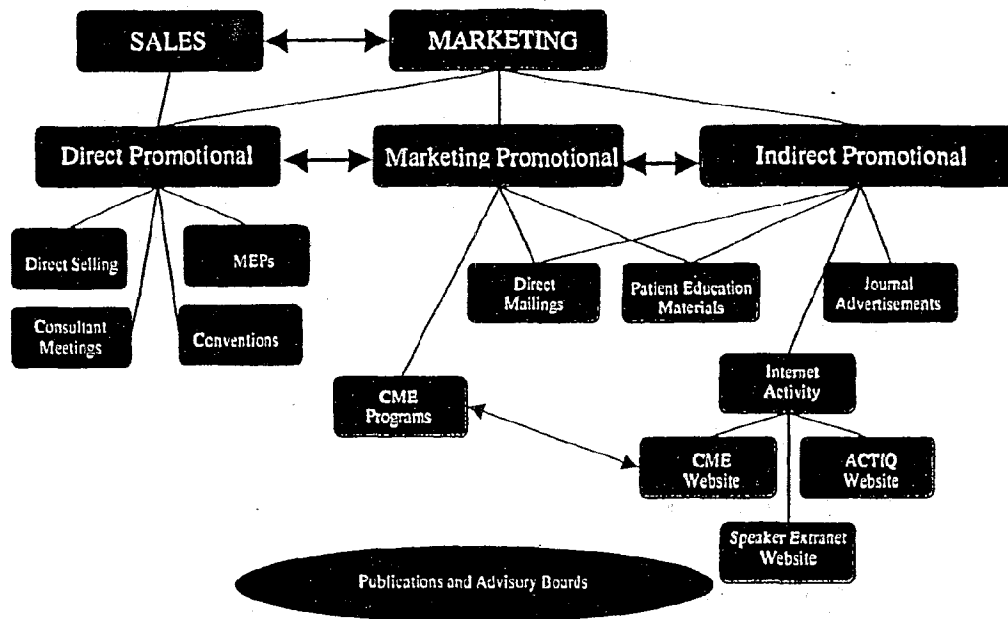 SALES
MARKETING
Direct Promotional
Marketing Promotional
Indirect Promotional
Direct Selling
MEPs
Direct
Mailings
Patient Education
Materials
Journal
Advertisements
Consultant
Meetings
Conventions
Internet
Activity
CME
Programs
CME
Website
ACTIQ
Website
Speaker Extranet
Website
Publications and Advisory Boards